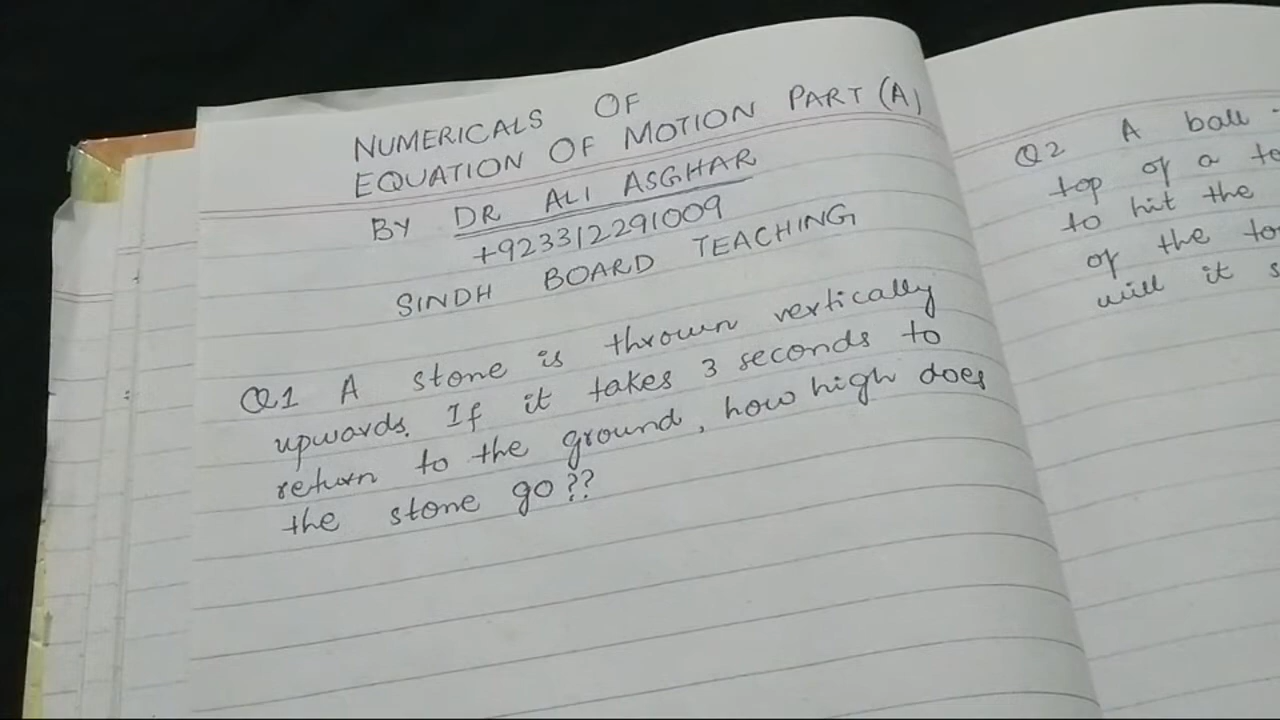 NUMERICALS OF
EQUATION OF MOTION PART (A)
BY DR ALI ASGHAR
+923312291009
SINDH BOARD TEACHING
Q1 A stone is thrown vertically
upwards. If it takes 3 seconds to
return to the ground, how high does
the stone go??
Q2 A ball
top of a
to hit the
of the
will it